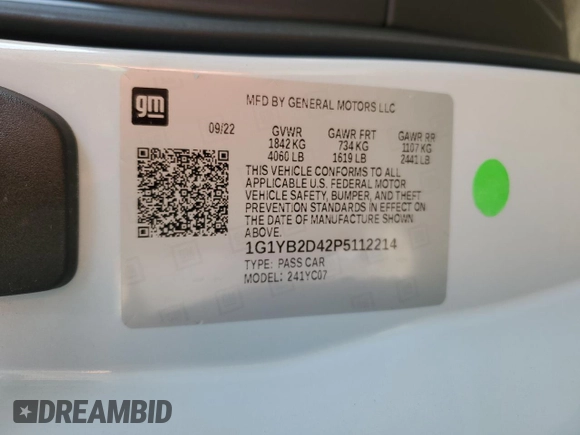 gm
MFD BY GENERAL MOTORS LLC
09/22 GVWR GAWR FRT GAWR RR
1842 KG 734 KG 1107 KG
4060 LB 1619 LB 2441 LB
THIS VEHICLE CONFORMS TO ALL
APPLICABLE U.S. FEDERAL MOTOR
VEHICLE SAFETY, BUMPER, AND THEFT
PREVENTION STANDARDS IN EFFECT ON
THE DATE OF MANUFACTURE SHOWN
ABOVE.
1G1YB2D42P5112214
TYPE: PASS CAR
MODEL: 241YC07
DREAMBID